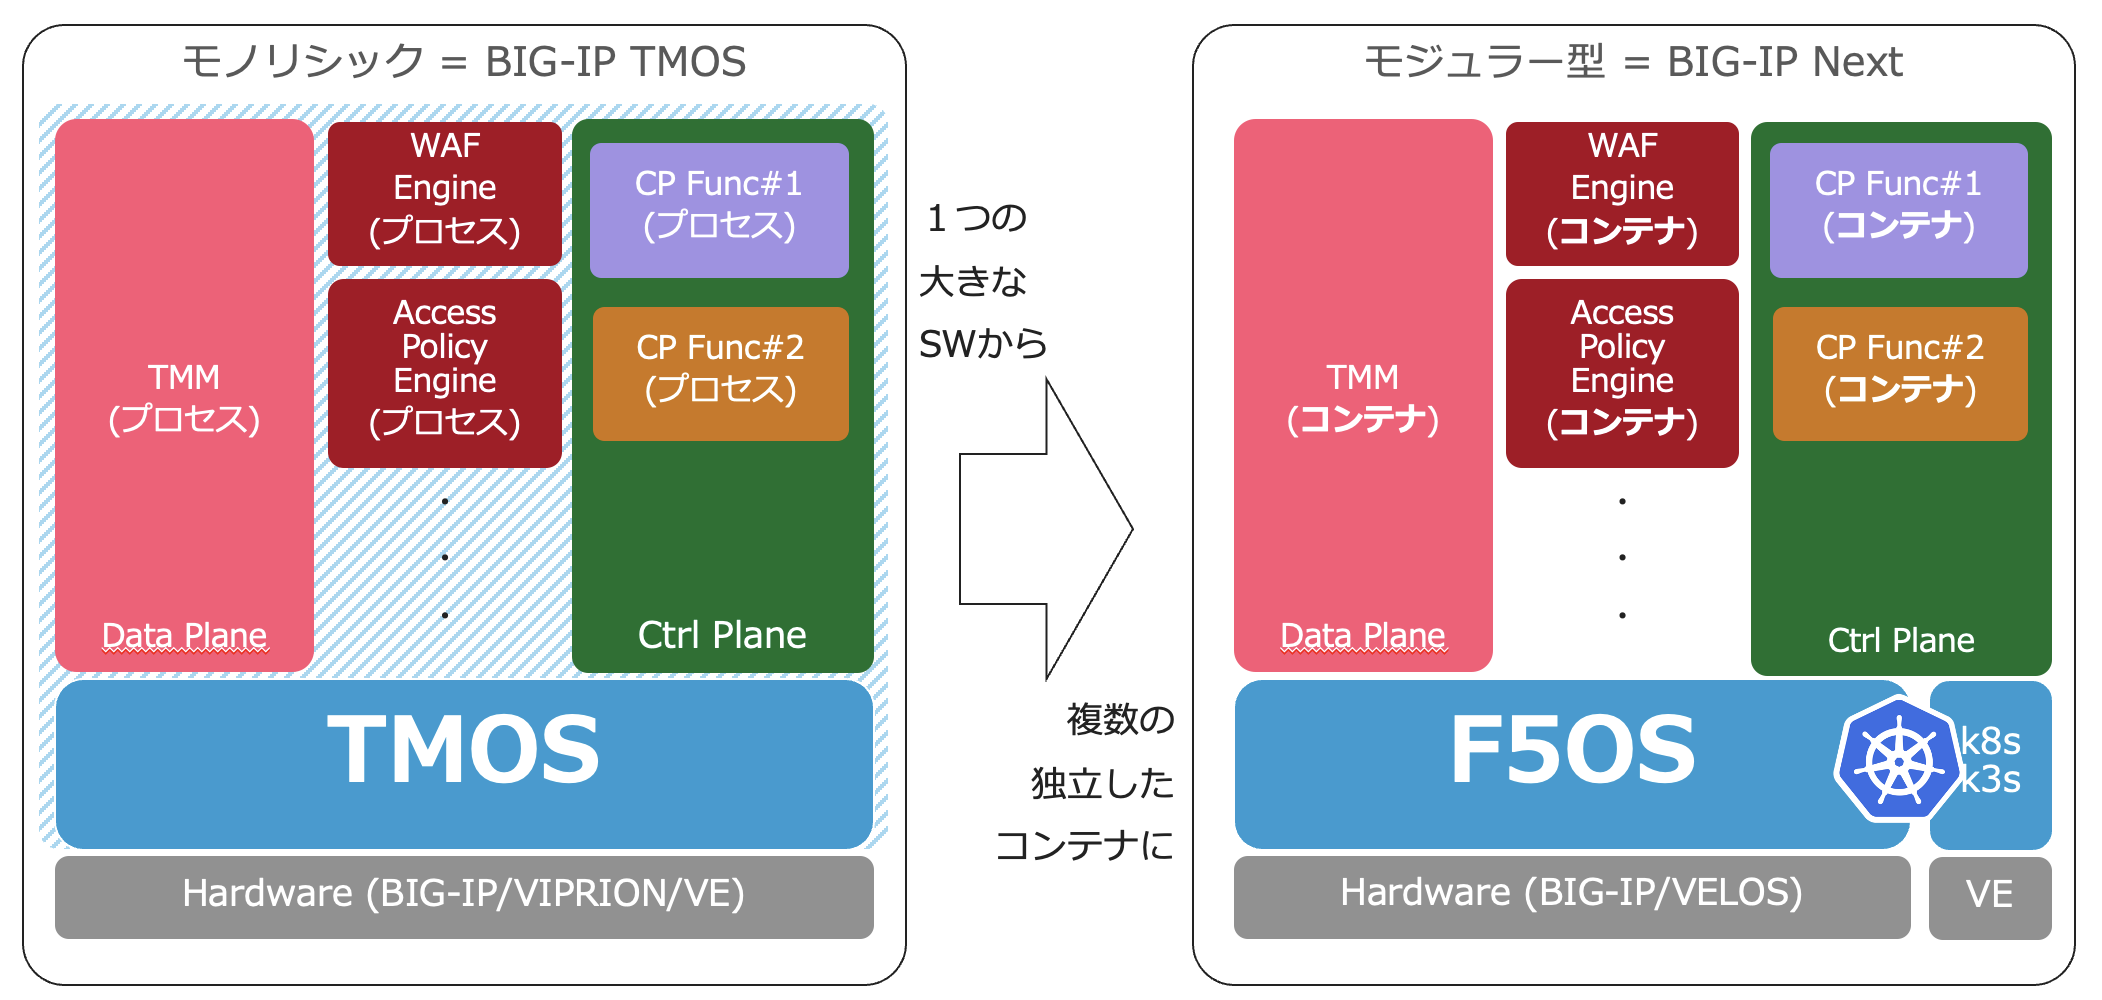 モノリシック = BIG-IP TMOS
TMM
(プロセス)
Data Plane
WAF
Engine
(プロセス)
Access
Policy
Engine
(プロセス)
・
・
・
CP Func#1
(プロセス)
CP Func#2
(プロセス)
Ctrl Plane
TMOS
Hardware (BIG-IP/VIPRION/VE)
１つの
大きな
SWから
複数の
独立した
コンテナに
モジュラー型 = BIG-IP Next
TMM
(コンテナ)
Data Plane
WAF
Engine
(コンテナ)
Access
Policy
Engine
(コンテナ)
・
・
・
CP Func#1
(コンテナ)
CP Func#2
(コンテナ)
Ctrl Plane
F5OS
k8s
k3s
Hardware (BIG-IP/VELOS)
VE